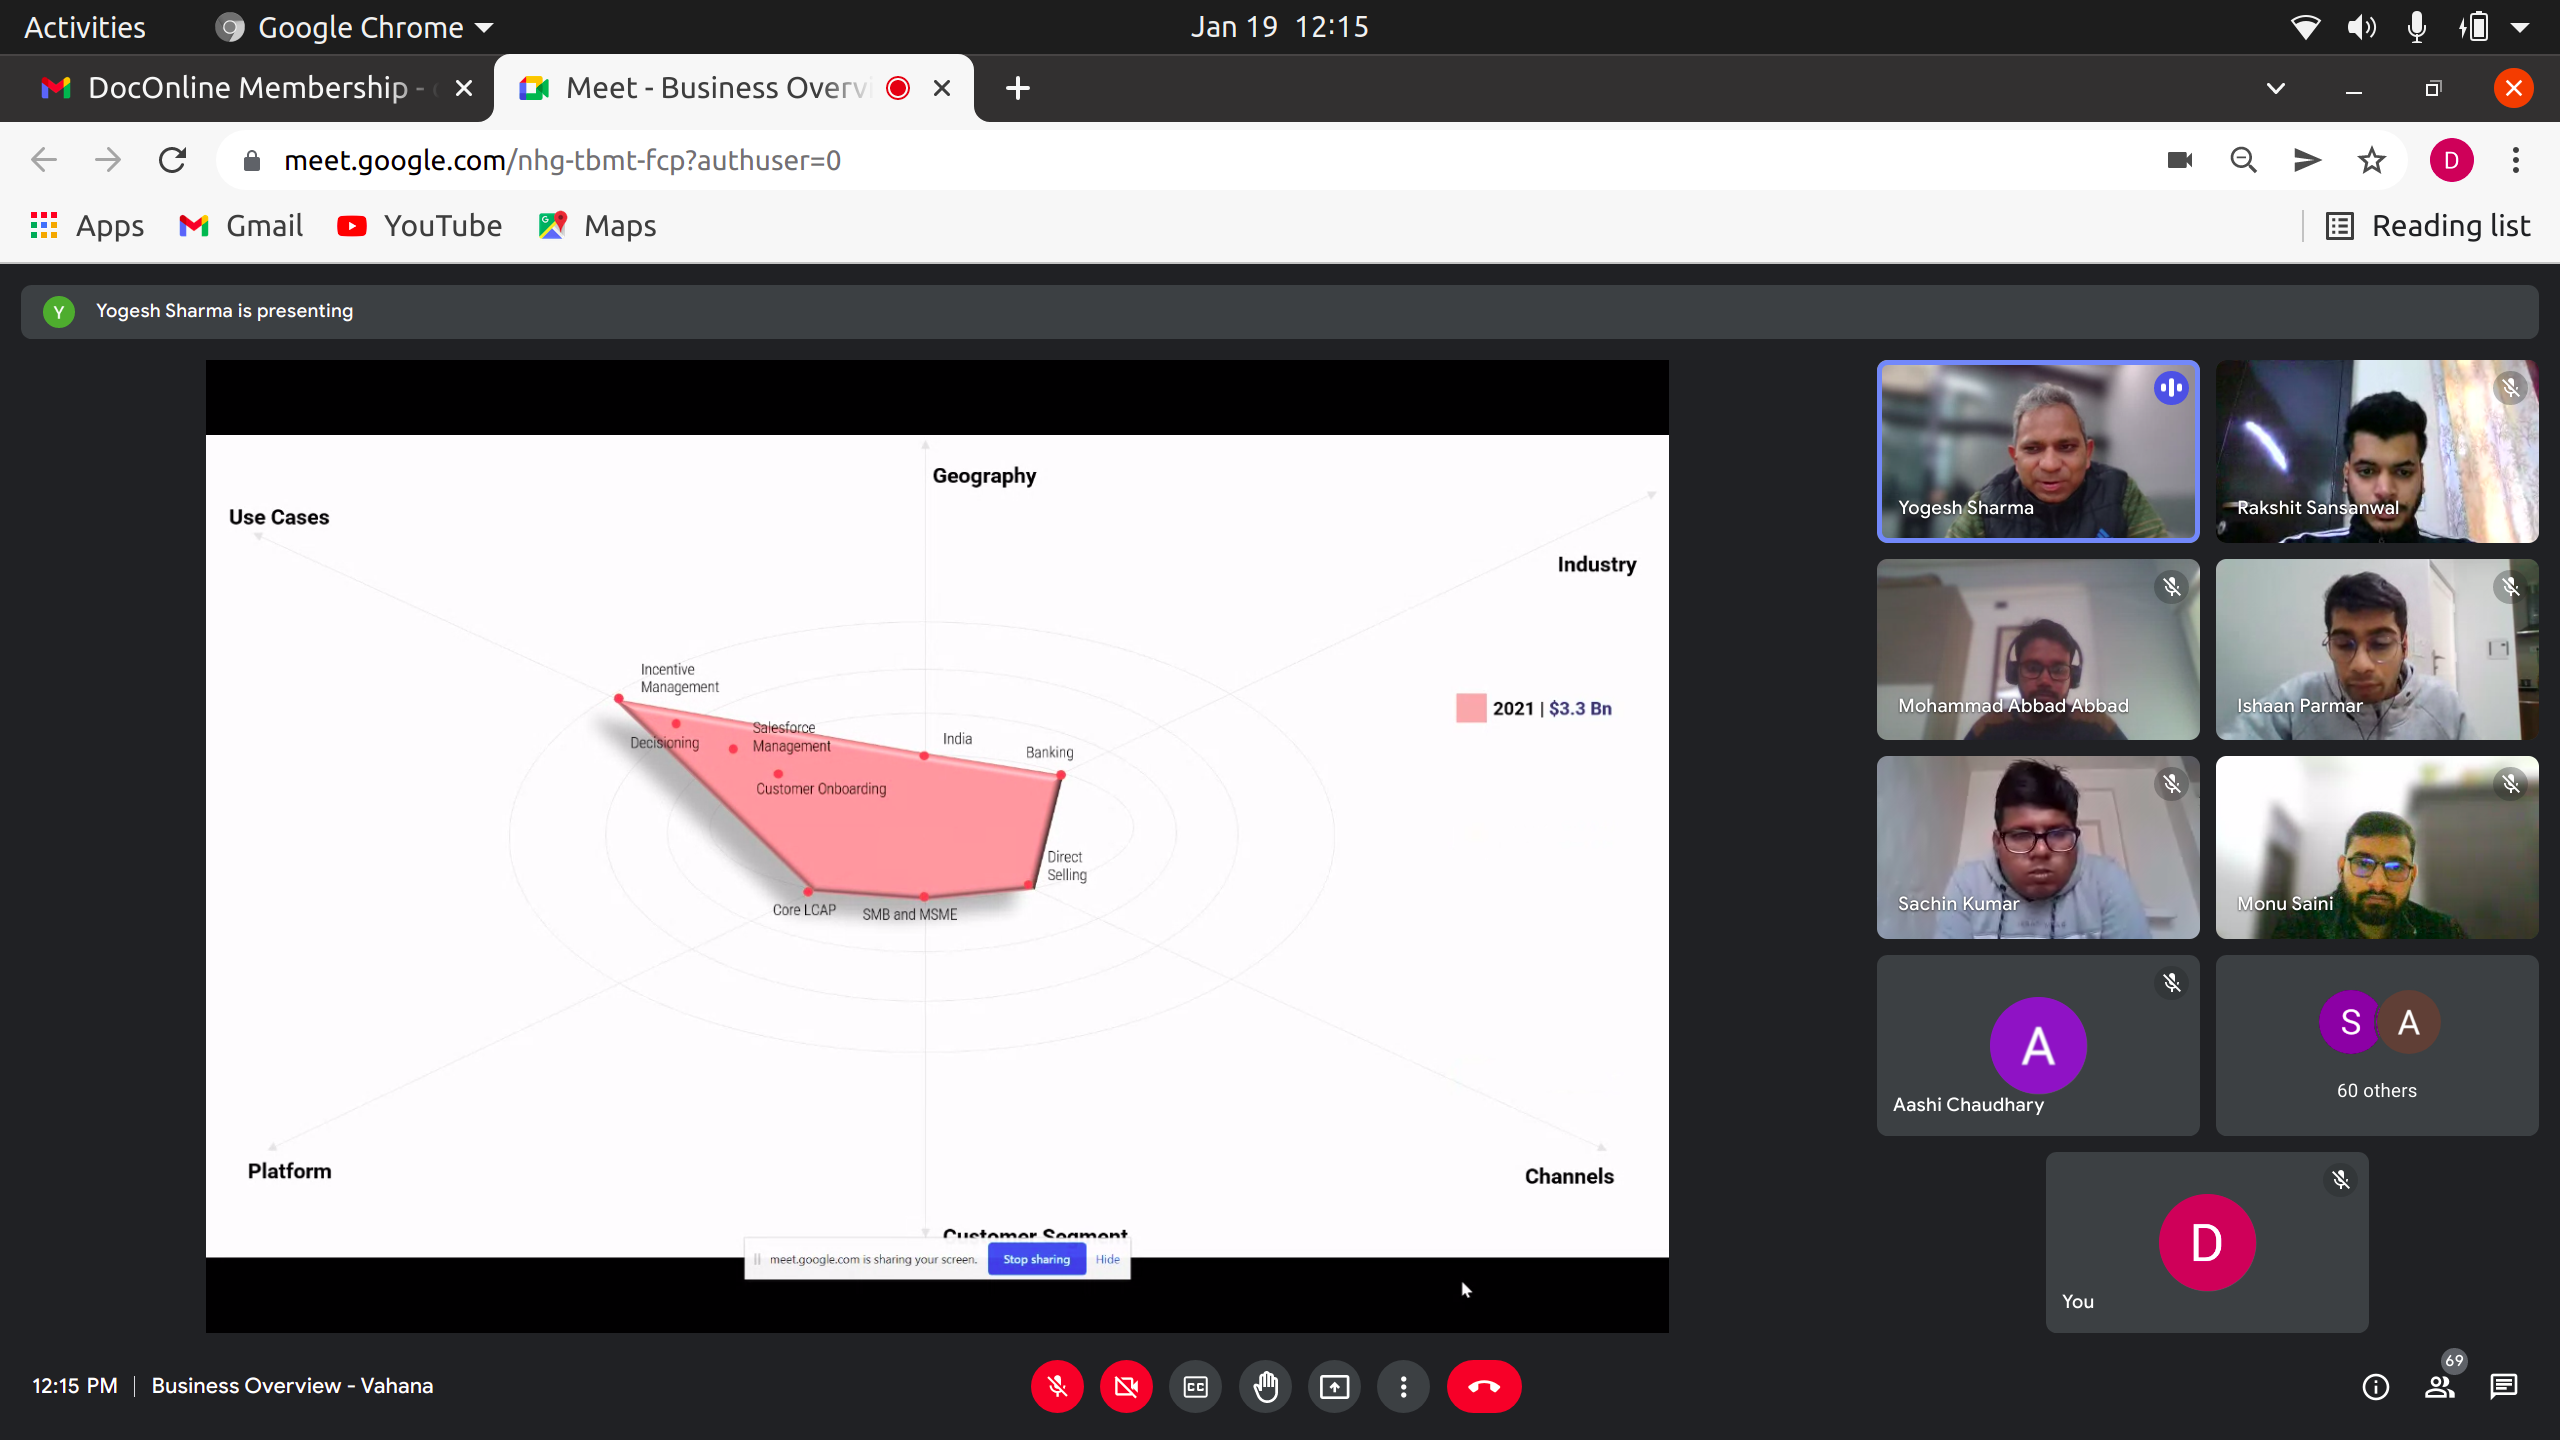 Activities
Google Chrome
Jan 19 12:15
DocOnline Membership -
Meet - Business Overvi
meet.google.com/nhg-tbmt-fcp?authuser=0
D
Apps
Gmail
YouTube
Maps
Reading list
Y
Yogesh Sharma is presenting
Geography
Use Cases
Industry
Incentive
Management
Decisioning
Salesforce
Management
Customer Onboarding
India
Banking
2021 | $3.3 Bn
Direct
Selling
Core LCAP
SMB and MSME
Platform
Channels
Customer Segment
meet.google.com is sharing your screen.
Stop sharing
Hide
Yogesh Sharma
Rakshit Sansanwal
Mohammad Abbad Abbad
Ishaan Parmar
Sachin Kumar
Monu Saini
A
Aashi Chaudhary
S
A
60 others
D
You
12:15 PM
Business Overview - Vahana
CC
69